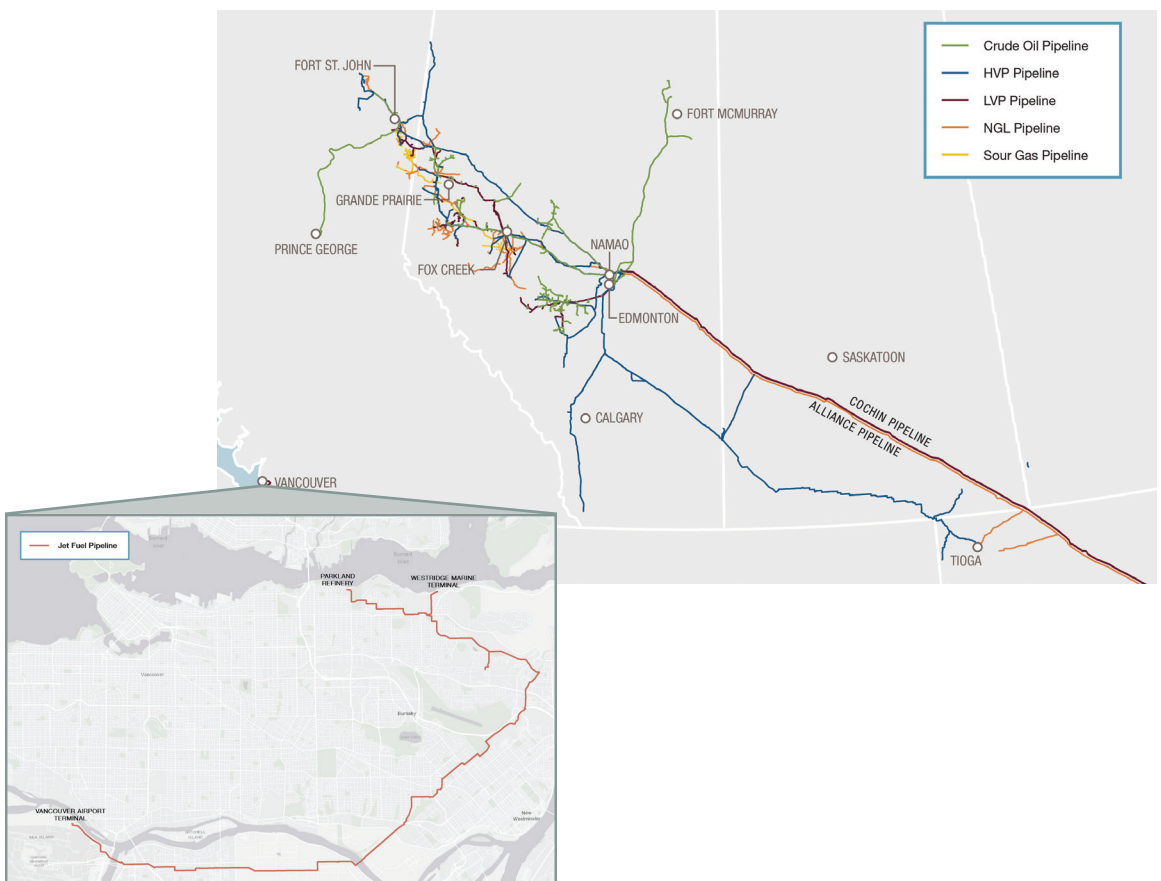 Crude Oil Pipeline
HVP Pipeline
LVP Pipeline
NGL Pipeline
Sour Gas Pipeline
FORT ST. JOHN
FORT MCMURRAY
GRANDE PRAIRIE
PRINCE GEORGE
NAMAO
FOX CREEK
EDMONTON
SASKATOON
COCHIN PIPELINE
ALLIANCE PIPELINE
CALGARY
VANCOUVER
TIOGA
Jet Fuel Pipeline
PARKLAND
REFINERY
WESTRIDGE MARINE
TERMINAL
Vancouver
Burnaby
VANCOUVER AIRPORT
TERMINAL
New
Westminster